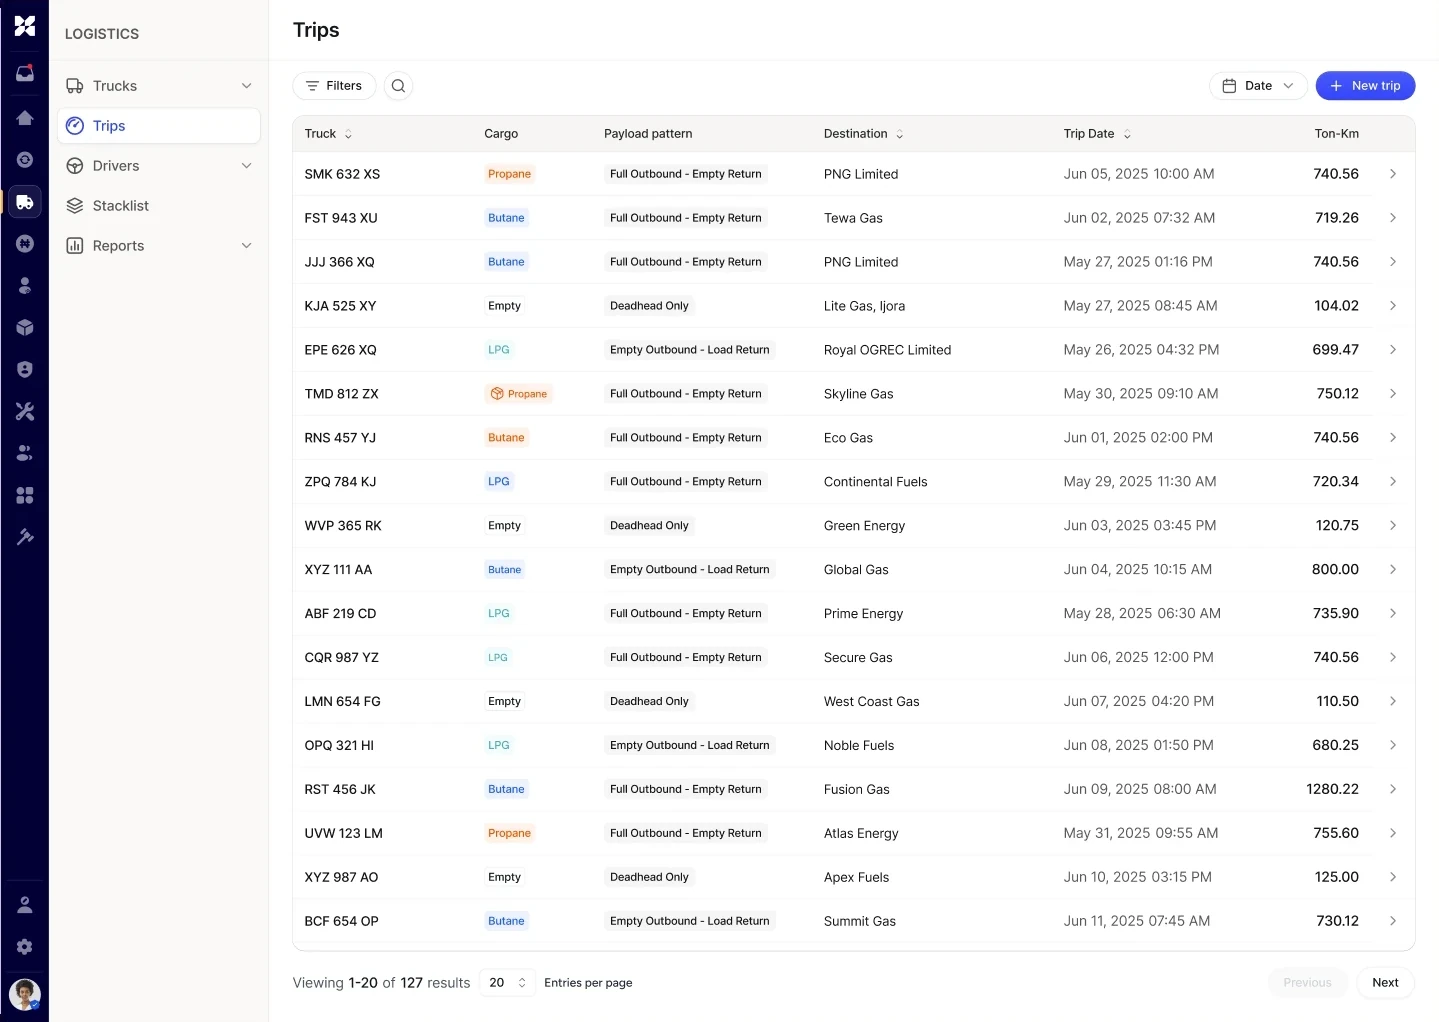 LOGISTICS
Trucks
Trips
Drivers
Stacklist
Reports
Trips
Filters
Date
New trip
Truck Cargo Payload pattern Destination Trip Date Ton-Km
SMK 632 XS Propane Full Outbound - Empty Return PNG Limited Jun 05, 2025 10:00 AM 740.56
FST 943 XU Butane Full Outbound - Empty Return Tewa Gas Jun 02, 2025 07:32 AM 719.26
JJJ 366 XQ Butane Full Outbound - Empty Return PNG Limited May 27, 2025 01:16 PM 740.56
KJA 525 XY Empty Deadhead Only Lite Gas, Ijora May 27, 2025 08:45 AM 104.02
EPE 626 XQ LPG Empty Outbound - Load Return Royal OGREC Limited May 26, 2025 04:32 PM 699.47
TMD 812 ZX Propane Full Outbound - Empty Return Skyline Gas May 30, 2025 09:10 AM 750.12
RNS 457 YJ Butane Full Outbound - Empty Return Eco Gas Jun 01, 2025 02:00 PM 740.56
ZPQ 784 KJ LPG Full Outbound - Empty Return Continental Fuels May 29, 2025 11:30 AM 720.34
WVP 365 RK Empty Deadhead Only Green Energy Jun 03, 2025 03:45 PM 120.75
XYZ 111 AA Butane Empty Outbound - Load Return Global Gas Jun 04, 2025 10:15 AM 800.00
ABF 219 CD LPG Full Outbound - Empty Return Prime Energy May 28, 2025 06:30 AM 735.90
CQR 987 YZ LPG Full Outbound - Empty Return Secure Gas Jun 06, 2025 12:00 PM 740.56
LMN 654 FG Empty Deadhead Only West Coast Gas Jun 07, 2025 04:20 PM 110.50
OPQ 321 HI LPG Empty Outbound - Load Return Noble Fuels Jun 08, 2025 01:50 PM 680.25
RST 456 JK Butane Full Outbound - Empty Return Fusion Gas Jun 09, 2025 08:00 AM 1280.22
UVW 123 LM Propane Full Outbound - Empty Return Atlas Energy May 31, 2025 09:55 AM 755.60
XYZ 987 AO Empty Deadhead Only Apex Fuels Jun 10, 2025 03:15 PM 125.00
BCF 654 OP Butane Empty Outbound - Load Return Summit Gas Jun 11, 2025 07:45 AM 730.12
Viewing 1-20 of 127 results 20 Entries per page Previous Next